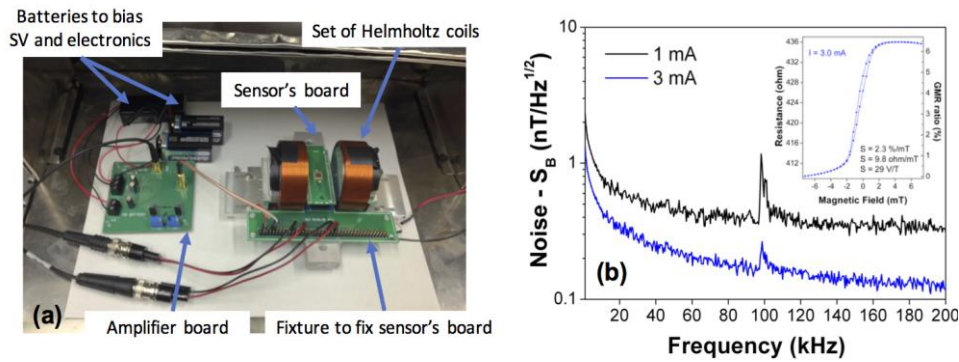 Batteries to bias
SV and electronics
Set of Helmholtz coils
Sensor's board
(a)
Amplifier board
Fixture to fix sensor's board
Noise - S_B (nT/Hz^1/2)
10
1
0.1
1 mA
3 mA
(b)
20 40 60 80 100 120 140 160 180 200
Frequency (kHz)
I = 3.0 mA
Resistance (ohm)
436
432
428
424
420
416
412
GMR ratio (%)
6
5
4
3
2
1
0
S = 2.3 %/mT
S = 9.8 ohm/mT
S = 29 V/T
-6 -4 -2 0 2 4 6
Magnetic Field (mT)